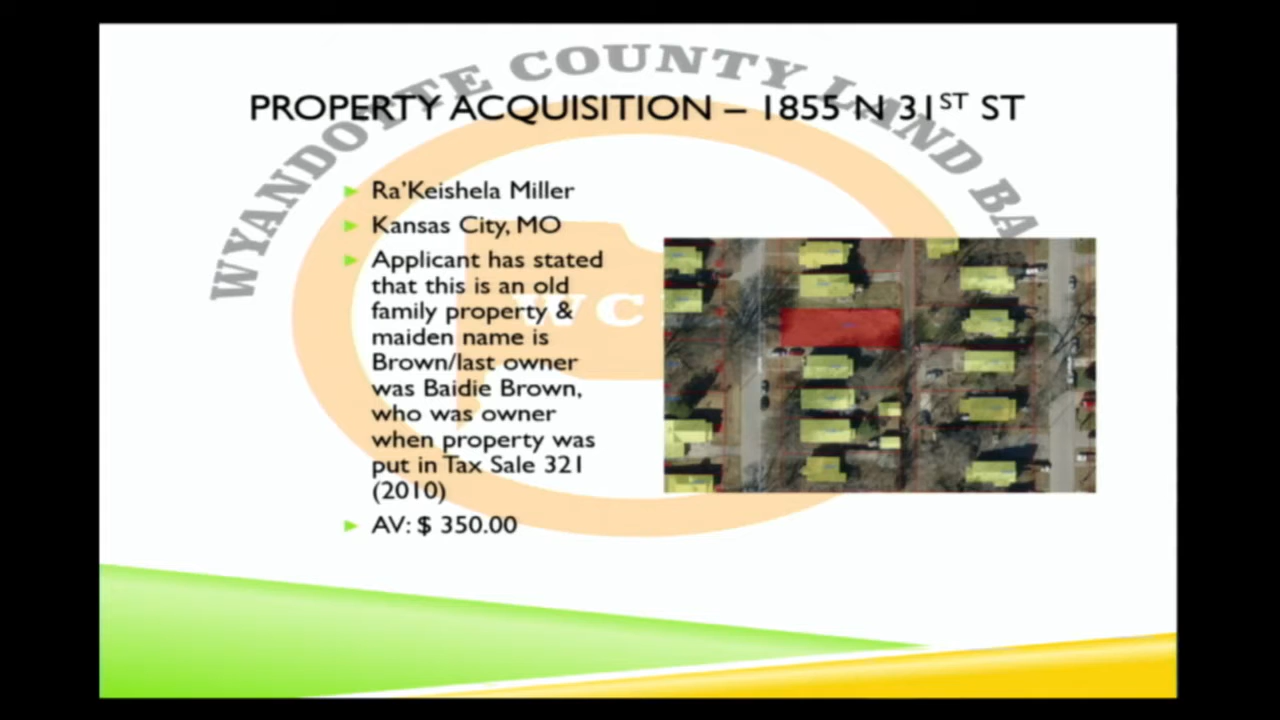 WYANDOTTE COUNTY LAND BA
PROPERTY ACQUISITION – 1855 N 31ST ST
Ra'Keishela Miller
Kansas City, MO
Applicant has stated
that this is an old
family property &
maiden name is
Brown/last owner
was Baidie Brown,
who was owner
when property was
put in Tax Sale 321
(2010)
AV: $ 350.00
WC